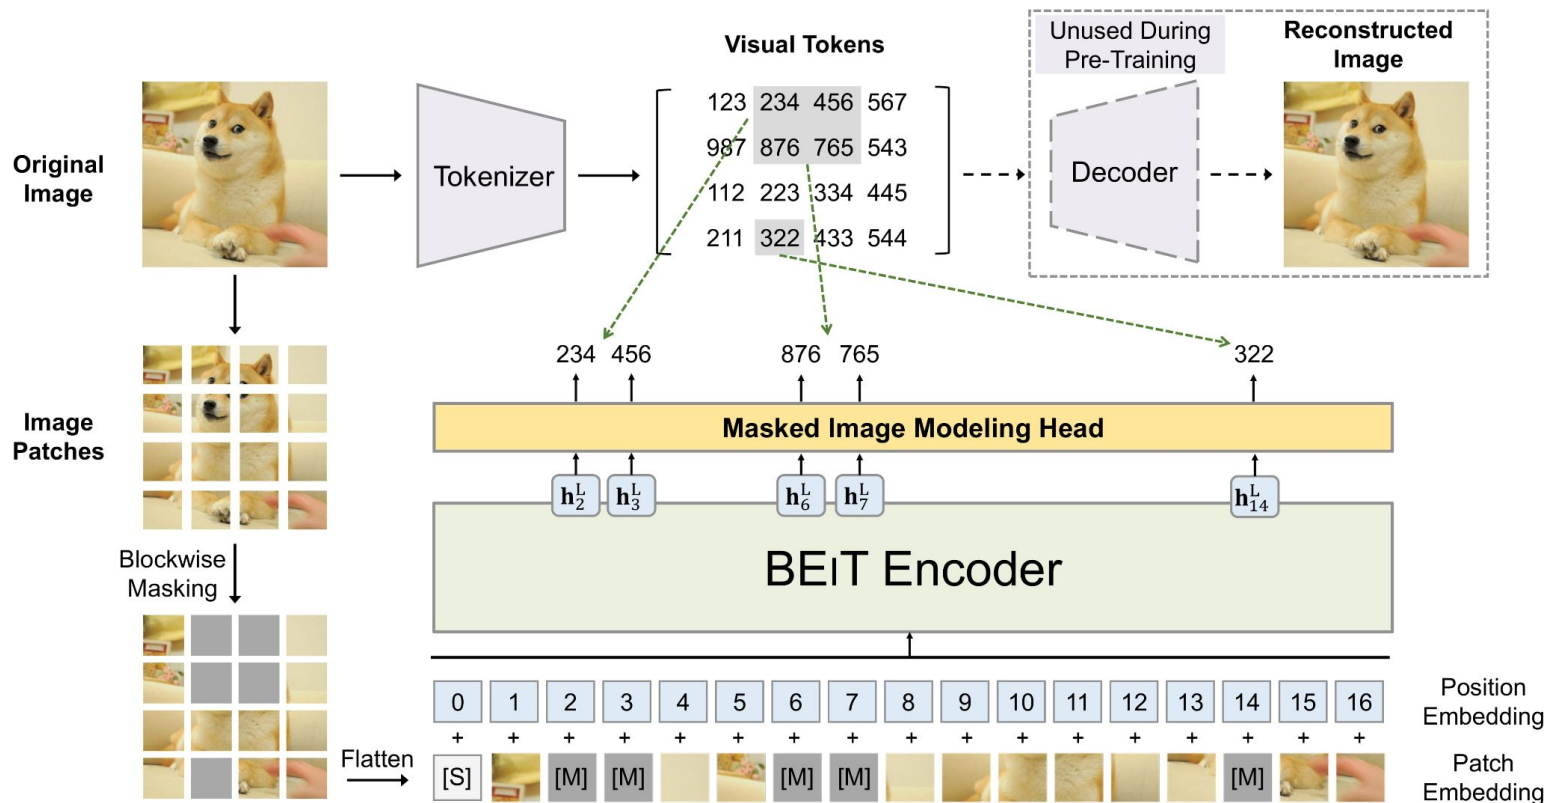 Visual Tokens
Unused During
Pre-Training
Reconstructed
Image
Original
Image
Tokenizer
123 234 456 567
987 876 765 543
112 223 334 445
211 322 433 544
Decoder
234 456 876 765 322
Image
Patches
Masked Image Modeling Head
h₂ᴸ h₃ᴸ h₆ᴸ h₇ᴸ h₁₄ᴸ
BEIT Encoder
Blockwise
Masking
0 1 2 3 4 5 6 7 8 9 10 11 12 13 14 15 16
Position
Embedding
+ + + + + + + + + + + + + + + + +
Flatten
[S] [M] [M] [M] [M] [M]
Patch
Embedding